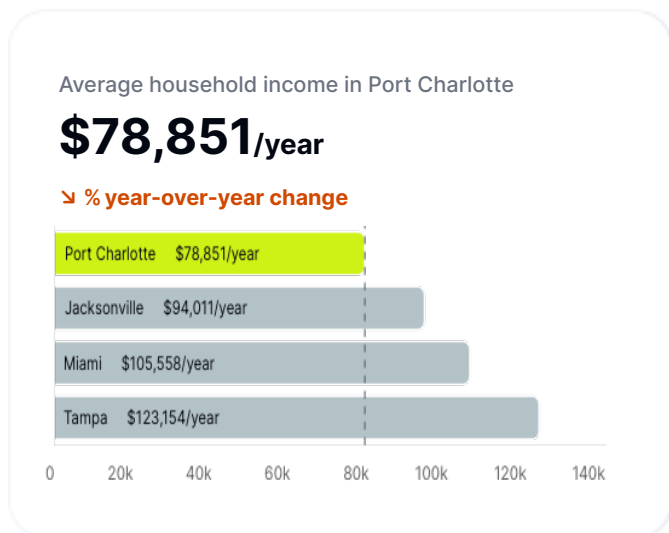 Average household income in Port Charlotte
$78,851/year
↘ % year-over-year change
Port Charlotte $78,851/year
Jacksonville $94,011/year
Miami $105,558/year
Tampa $123,154/year
0 20k 40k 60k 80k 100k 120k 140k